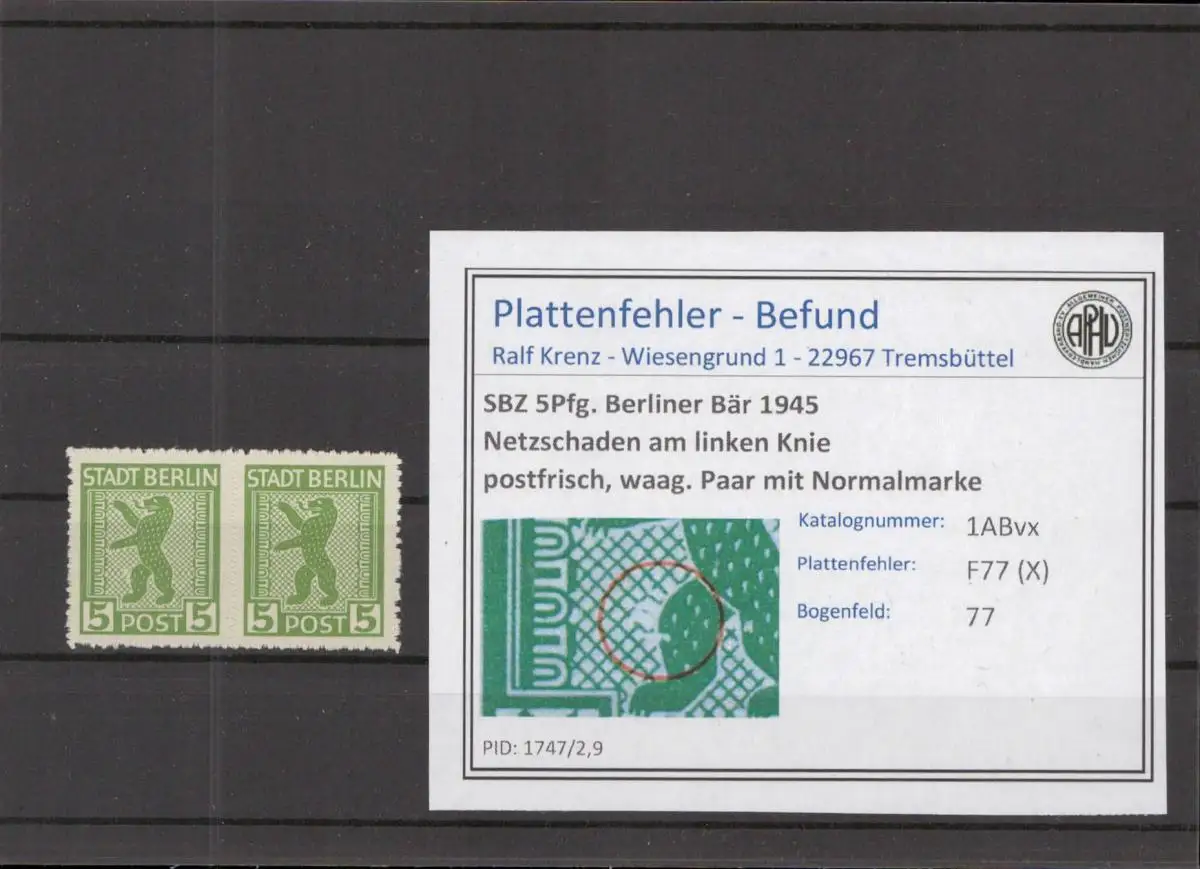 STADT BERLIN STADT BERLIN
5 POST 5 5 POST 5
Plattenfehler - Befund
Ralf Krenz - Wiesengrund 1 - 22967 Tremsbüttel
APHV
SBZ 5Pfg. Berliner Bär 1945
Netzschaden am linken Knie
postfrisch, waag. Paar mit Normalmarke
Katalognummer: 1ABvx
Plattenfehler: F77 (X)
Bogenfeld: 77
PID: 1747/2,9